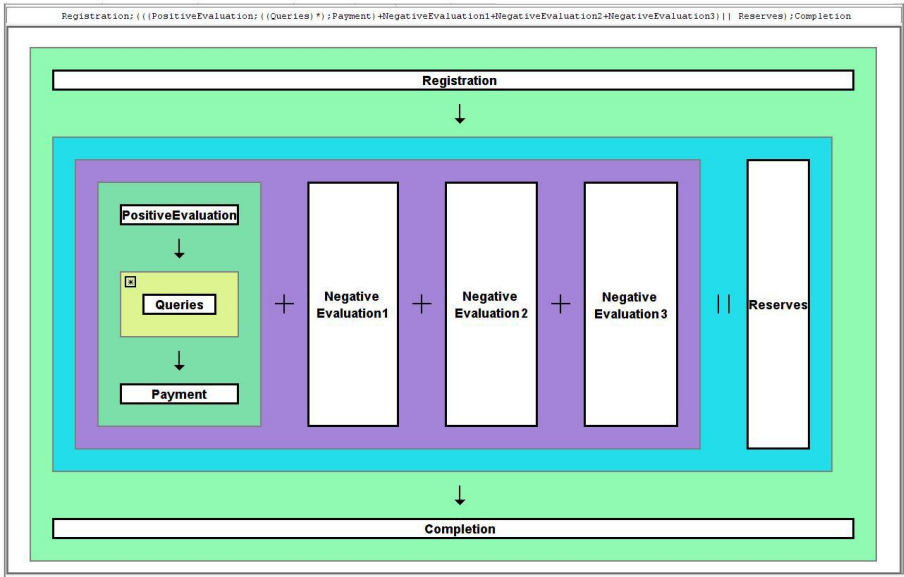 Registration;(((PositiveEvaluation;((Queries)*);Payment)+NegativeEvaluation1+NegativeEvaluation2+NegativeEvaluation3)|| Reserves);Completion
Registration
PositiveEvaluation
*
Queries
Payment
+
Negative
Evaluation1
+
Negative
Evaluation2
+
Negative
Evaluation3
||
Reserves
Completion